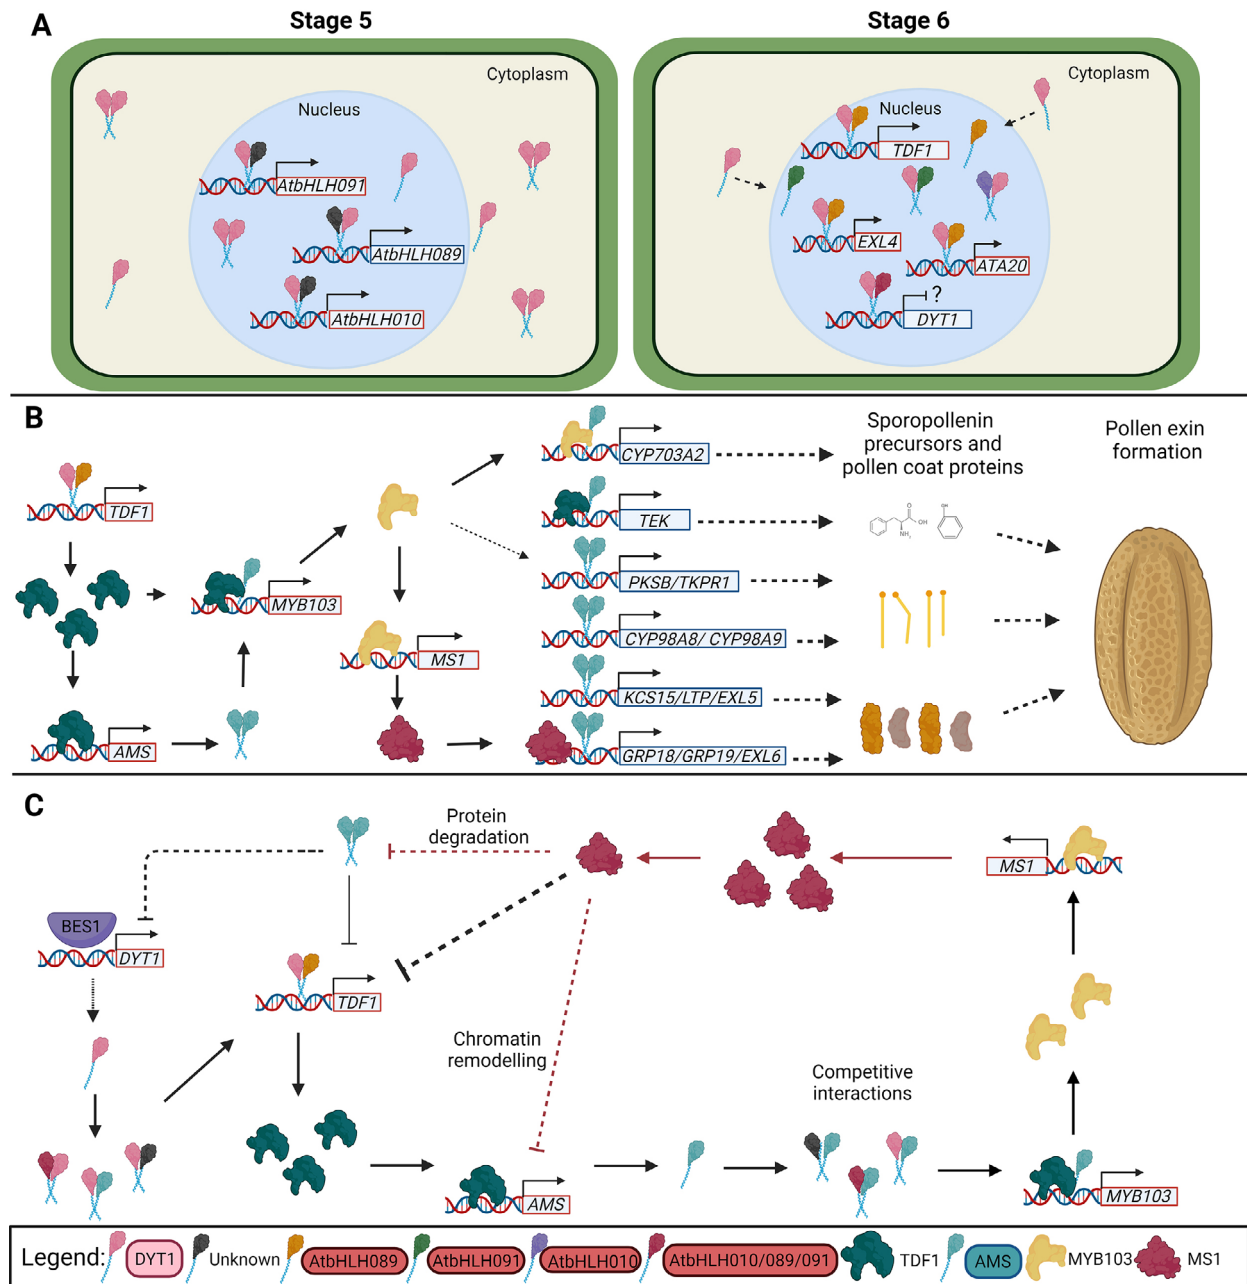 A
Stage 5
Stage 6
Cytoplasm
Nucleus
AtbHLH091
AtbHLH089
AtbHLH010
Cytoplasm
Nucleus
TDF1
EXL4
ATA20
?
DYT1
B
TDF1
MYB103
AMS
MS1
CYP703A2
TEK
PKSB/TKPR1
CYP98A8/ CYP98A9
KCS15/LTP/EXL5
GRP18/GRP19/EXL6
Sporopollenin
precursors and
pollen coat proteins
O
OH
NH₂
OH
Pollen exin
formation
C
Protein
degradation
BES1
DYT1
TDF1
Chromatin
remodelling
AMS
Competitive
interactions
MYB103
MS1
Legend:
DYT1
Unknown
AtbHLH089
AtbHLH091
AtbHLH010
AtbHLH010/089/091
TDF1
AMS
MYB103
MS1